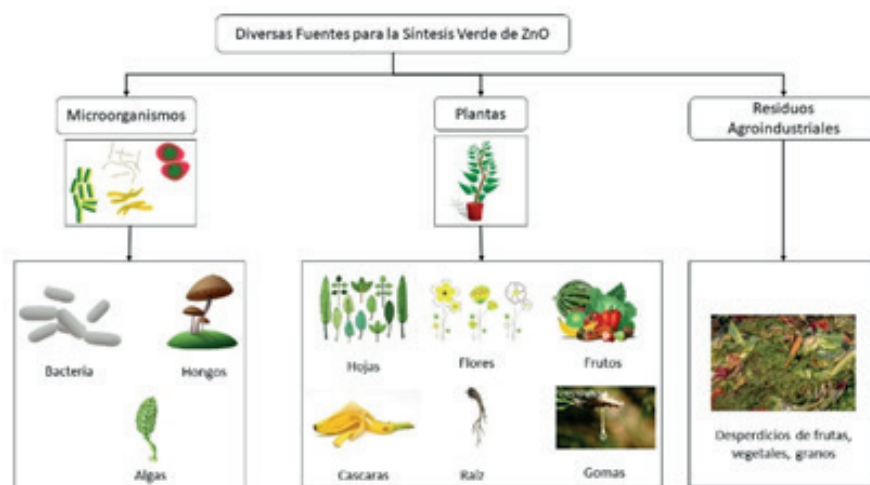 Diversas Fuentes para la Síntesis Verde de ZnO
Microorganismos
Plantas
Residuos
Agroindustriales
Bacteria
Hongos
Algas
Hojas
Flores
Frutos
Cascaras
Raíz
Gomas
Desperdicios de frutas,
vegetales, granos